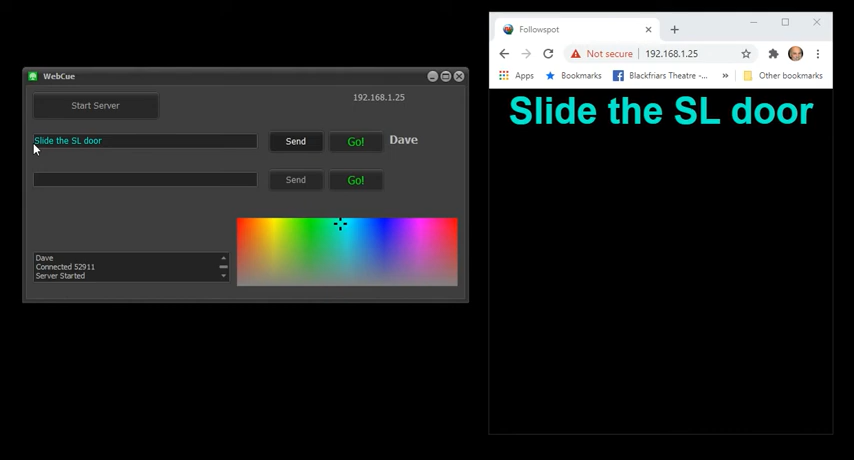 WebCue
Start Server
192.168.1.25
Slide the SL door
Send
Go!
Dave
Send
Go!
Dave
Connected 52911
Server Started
Followspot
Not secure
192.168.1.25
Apps
Bookmarks
Blackfriars Theatre -...
»
Other bookmarks
Slide the SL door